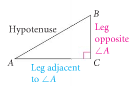 B
Hypotenuse
Leg
opposite
∠A
A
C
Leg adjacent
to ∠A